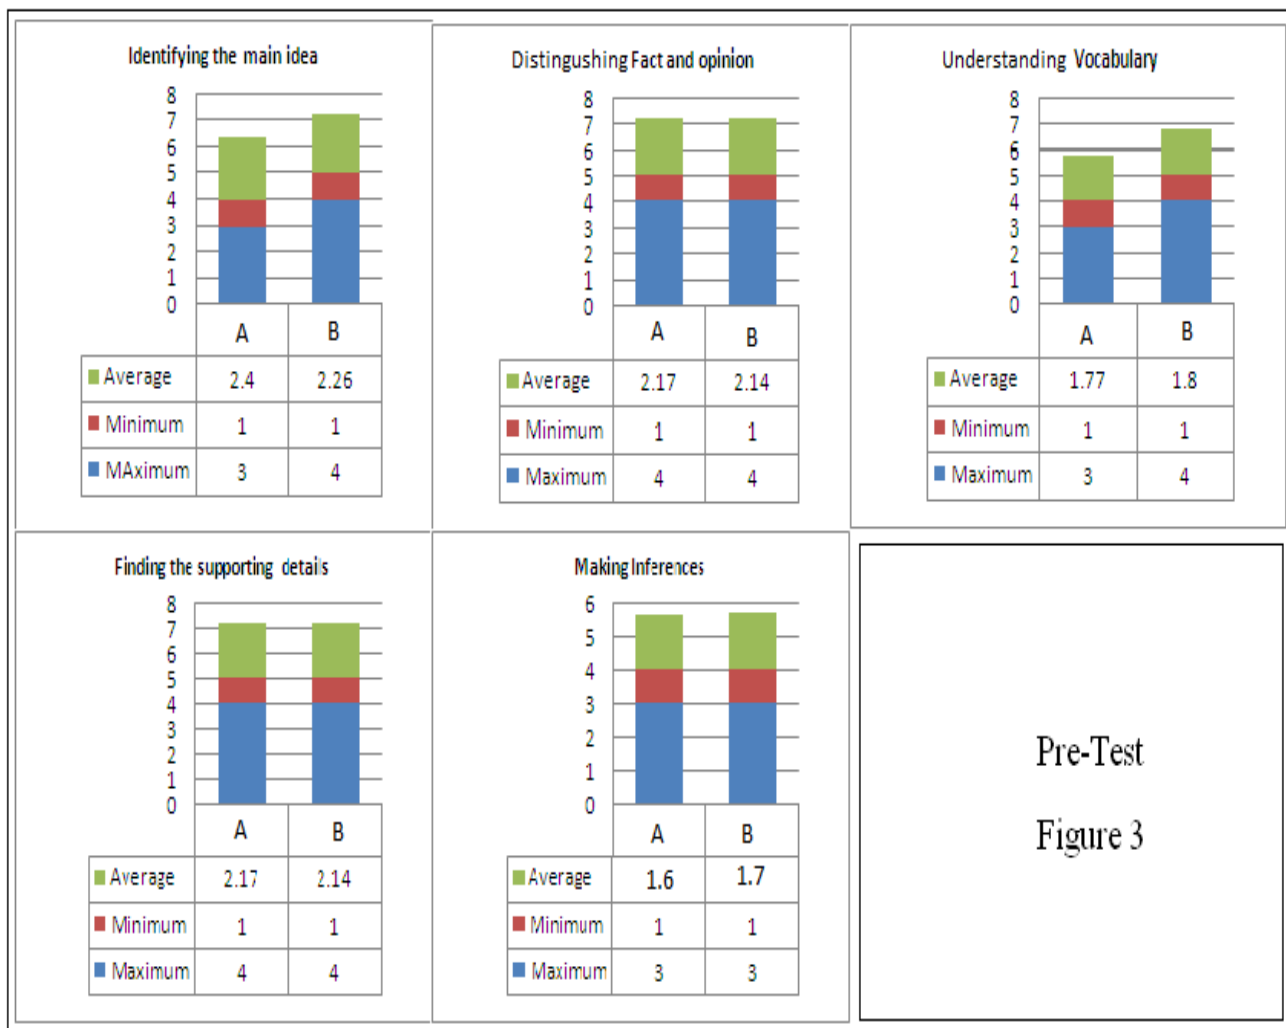 Identifying the main idea
8
7
6
5
4
3
2
1
0
A B
Average 2.4 2.26
Minimum 1 1
MAximum 3 4
Distingushing Fact and opinion
8
7
6
5
4
3
2
1
0
A B
Average 2.17 2.14
Minimum 1 1
Maximum 4 4
Understanding Vocabulary
8
7
6
5
4
3
2
1
0
A B
Average 1.77 1.8
Minimum 1 1
Maximum 3 4
Finding the supporting details
8
7
6
5
4
3
2
1
0
A B
Average 2.17 2.14
Minimum 1 1
Maximum 4 4
Making Inferences
6
5
4
3
2
1
0
A B
Average 1.6 1.7
Minimum 1 1
Maximum 3 3
Pre-Test
Figure 3